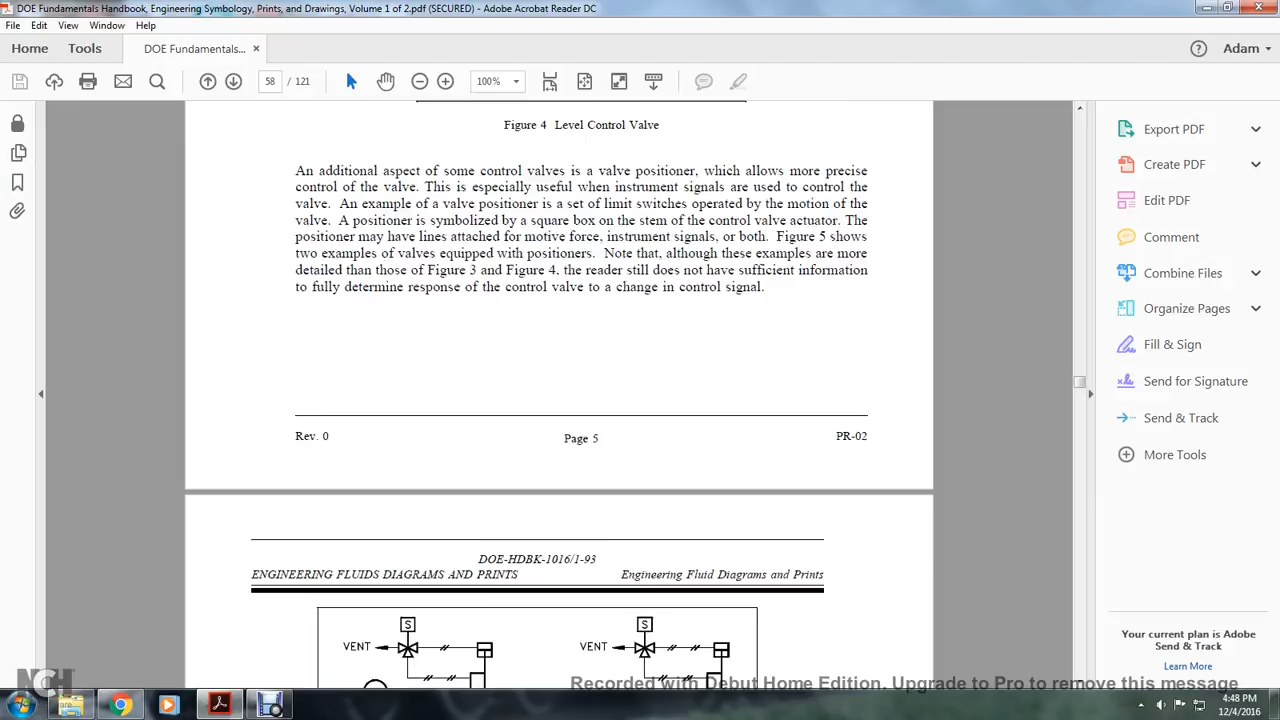 DOE Fundamentals Handbook, Engineering Symbology, Prints, and Drawings, Volume 1 of 2.pdf (SECURED) - Adobe Acrobat Reader DC
File Edit View Window Help
Home Tools DOE Fundamentals... × Adam
58 / 121 100%
Figure 4 Level Control Valve
An additional aspect of some control valves is a valve positioner, which allows more precise
control of the valve. This is especially useful when instrument signals are used to control the
valve. An example of a valve positioner is a set of limit switches operated by the motion of the
valve. A positioner is symbolized by a square box on the stem of the control valve actuator. The
positioner may have lines attached for motive force, instrument signals, or both. Figure 5 shows
two examples of valves equipped with positioners. Note that, although these examples are more
detailed than those of Figure 3 and Figure 4, the reader still does not have sufficient information
to fully determine response of the control valve to a change in control signal.
Rev. 0 Page 5 PR-02
DOE-HDBK-1016/1-93
ENGINEERING FLUIDS DIAGRAMS AND PRINTS Engineering Fluid Diagrams and Prints
S S
VENT VENT
Export PDF
Create PDF
Edit PDF
Comment
Combine Files
Organize Pages
Fill & Sign
Send for Signature
Send & Track
More Tools
Your current plan is Adobe
Send & Track
Learn More
NCH
Recorded with Debut Home Edition. Upgrade to Pro to remove this message
4:48 PM
12/4/2016